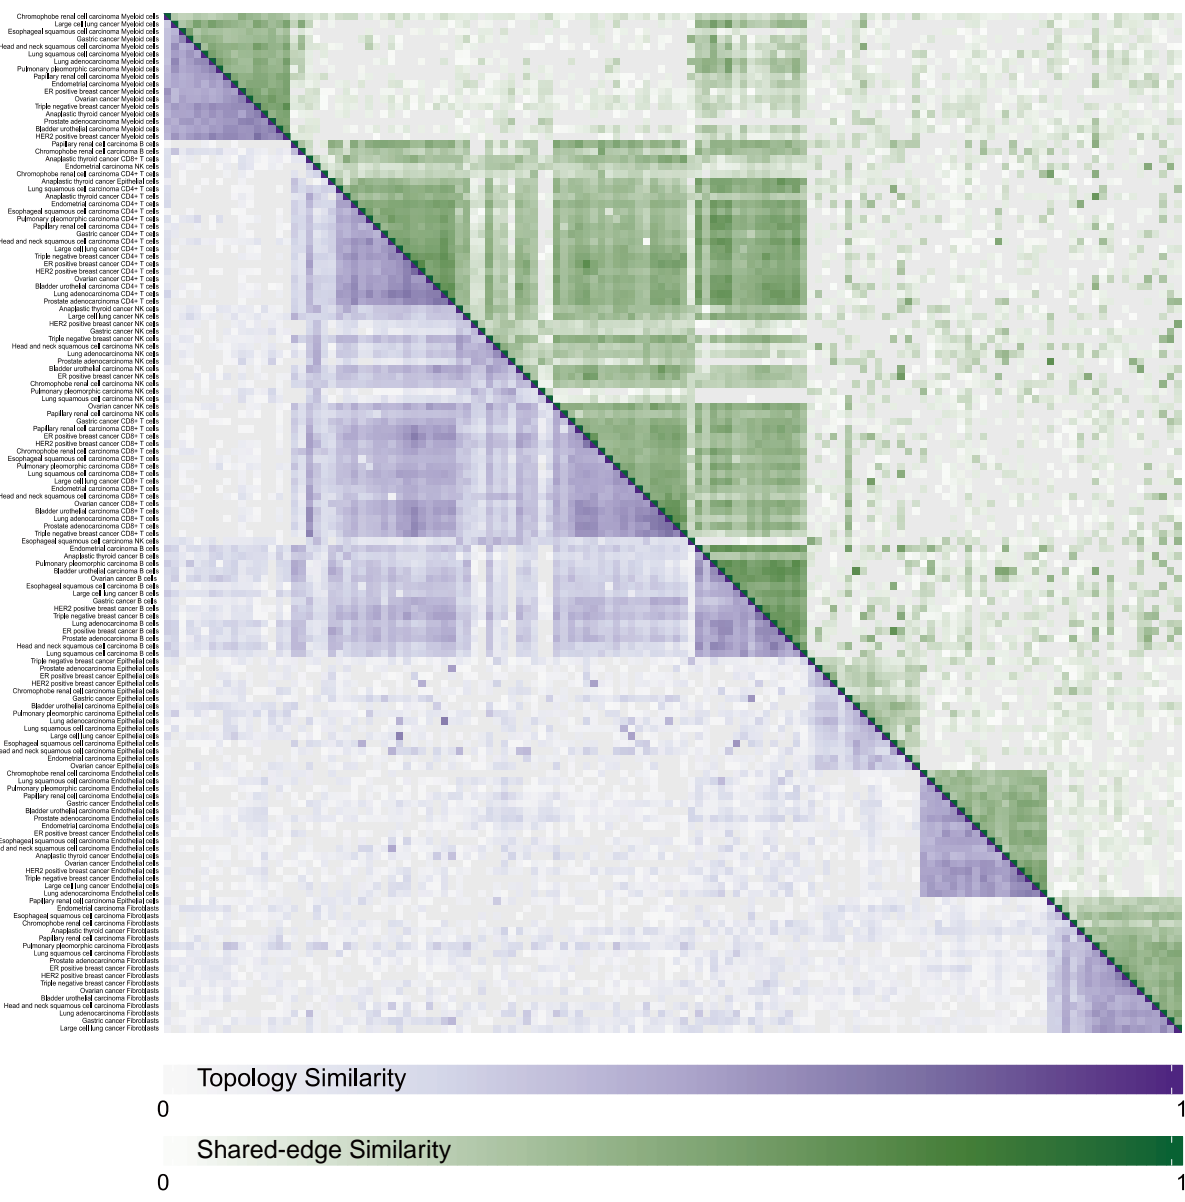 Chromophobe renal cell carcinoma Myeloid cells
Large cell lung cancer Myeloid cells
Esophageal squamous cell carcinoma Myeloid cells
Gastric cancer Myeloid cells
Head and neck squamous cell carcinoma Myeloid cells
Lung squamous cell carcinoma Myeloid cells
Lung adenocarcinoma Myeloid cells
Pulmonary pleomorphic carcinoma Myeloid cells
Papillary renal cell carcinoma Myeloid cells
Endometrial carcinoma Myeloid cells
ER positive breast cancer Myeloid cells
Ovarian cancer Myeloid cells
Triple negative breast cancer Myeloid cells
Anaplastic thyroid cancer Myeloid cells
Prostate adenocarcinoma Myeloid cells
Bladder urothelial carcinoma Myeloid cells
HER2 positive breast cancer Myeloid cells
Papillary renal cell carcinoma B cells
Chromophobe renal cell carcinoma B cells
Anaplastic thyroid cancer CD8+ T cells
Endometrial carcinoma NK cells
Chromophobe renal cell carcinoma CD4+ T cells
Anaplastic thyroid cancer Epithelial cells
Lung squamous cell carcinoma CD4+ T cells
Anaplastic thyroid cancer CD4+ T cells
Endometrial carcinoma CD4+ T cells
Esophageal squamous cell carcinoma CD4+ T cells
Pulmonary pleomorphic carcinoma CD4+ T cells
Papillary renal cell carcinoma CD4+ T cells
Gastric cancer CD4+ T cells
Head and neck squamous cell carcinoma CD4+ T cells
Large cell lung cancer CD4+ T cells
Triple negative breast cancer CD4+ T cells
ER positive breast cancer CD4+ T cells
HER2 positive breast cancer CD4+ T cells
Ovarian cancer CD4+ T cells
Bladder urothelial carcinoma CD4+ T cells
Lung adenocarcinoma CD4+ T cells
Prostate adenocarcinoma CD4+ T cells
Anaplastic thyroid cancer NK cells
Large cell lung cancer NK cells
HER2 positive breast cancer NK cells
Gastric cancer NK cells
Triple negative breast cancer NK cells
Head and neck squamous cell carcinoma NK cells
Lung adenocarcinoma NK cells
Prostate adenocarcinoma NK cells
Bladder urothelial carcinoma NK cells
ER positive breast cancer NK cells
Chromophobe renal cell carcinoma NK cells
Pulmonary pleomorphic carcinoma NK cells
Lung squamous cell carcinoma NK cells
Ovarian cancer NK cells
Papillary renal cell carcinoma NK cells
Gastric cancer CD8+ T cells
Papillary renal cell carcinoma CD8+ T cells
ER positive breast cancer CD8+ T cells
HER2 positive breast cancer CD8+ T cells
Chromophobe renal cell carcinoma CD8+ T cells
Esophageal squamous cell carcinoma CD8+ T cells
Pulmonary pleomorphic carcinoma CD8+ T cells
Lung squamous cell carcinoma CD8+ T cells
Large cell lung cancer CD8+ T cells
Endometrial carcinoma CD8+ T cells
Head and neck squamous cell carcinoma CD8+ T cells
Ovarian cancer CD8+ T cells
Bladder urothelial carcinoma CD8+ T cells
Lung adenocarcinoma CD8+ T cells
Prostate adenocarcinoma CD8+ T cells
Triple negative breast cancer CD8+ T cells
Esophageal squamous cell carcinoma NK cells
Endometrial carcinoma B cells
Anaplastic thyroid cancer B cells
Pulmonary pleomorphic carcinoma B cells
Bladder urothelial carcinoma B cells
Ovarian cancer B cells
Esophageal squamous cell carcinoma B cells
Large cell lung cancer B cells
Gastric cancer B cells
HER2 positive breast cancer B cells
Triple negative breast cancer B cells
Lung adenocarcinoma B cells
ER positive breast cancer B cells
Prostate adenocarcinoma B cells
Head and neck squamous cell carcinoma B cells
Lung squamous cell carcinoma B cells
Triple negative breast cancer Epithelial cells
Prostate adenocarcinoma Epithelial cells
ER positive breast cancer Epithelial cells
HER2 positive breast cancer Epithelial cells
Chromophobe renal cell carcinoma Epithelial cells
Gastric cancer Epithelial cells
Bladder urothelial carcinoma Epithelial cells
Pulmonary pleomorphic carcinoma Epithelial cells
Lung adenocarcinoma Epithelial cells
Lung squamous cell carcinoma Epithelial cells
Large cell lung cancer Epithelial cells
Esophageal squamous cell carcinoma Epithelial cells
ead and neck squamous cell carcinoma Epithelial cells
Endometrial carcinoma Epithelial cells
Ovarian cancer Epithelial cells
Chromophobe renal cell carcinoma Endothelial cells
Lung squamous cell carcinoma Endothelial cells
Pulmonary pleomorphic carcinoma Endothelial cells
Papillary renal cell carcinoma Endothelial cells
Gastric cancer Endothelial cells
Bladder urothelial carcinoma Endothelial cells
Prostate adenocarcinoma Endothelial cells
Endometrial carcinoma Endothelial cells
ER positive breast cancer Endothelial cells
Esophageal squamous cell carcinoma Endothelial cells
d and neck squamous cell carcinoma Endothelial cells
Anaplastic thyroid cancer Endothelial cells
Ovarian cancer Endothelial cells
HER2 positive breast cancer Endothelial cells
Triple negative breast cancer Endothelial cells
Large cell lung cancer Endothelial cells
Lung adenocarcinoma Endothelial cells
Papillary renal cell carcinoma Epithelial cells
Endometrial carcinoma Fibroblasts
Esophageal squamous cell carcinoma Fibroblasts
Chromophobe renal cell carcinoma Fibroblasts
Anaplastic thyroid cancer Fibroblasts
Papillary renal cell carcinoma Fibroblasts
Pulmonary pleomorphic carcinoma Fibroblasts
Lung squamous cell carcinoma Fibroblasts
Prostate adenocarcinoma Fibroblasts
ER positive breast cancer Fibroblasts
HER2 positive breast cancer Fibroblasts
Triple negative breast cancer Fibroblasts
Ovarian cancer Fibroblasts
Bladder urothelial carcinoma Fibroblasts
Head and neck squamous cell carcinoma Fibroblasts
Lung adenocarcinoma Fibroblasts
Gastric cancer Fibroblasts
Large cell lung cancer Fibroblasts
Topology Similarity
0 1
Shared-edge Similarity
0 1